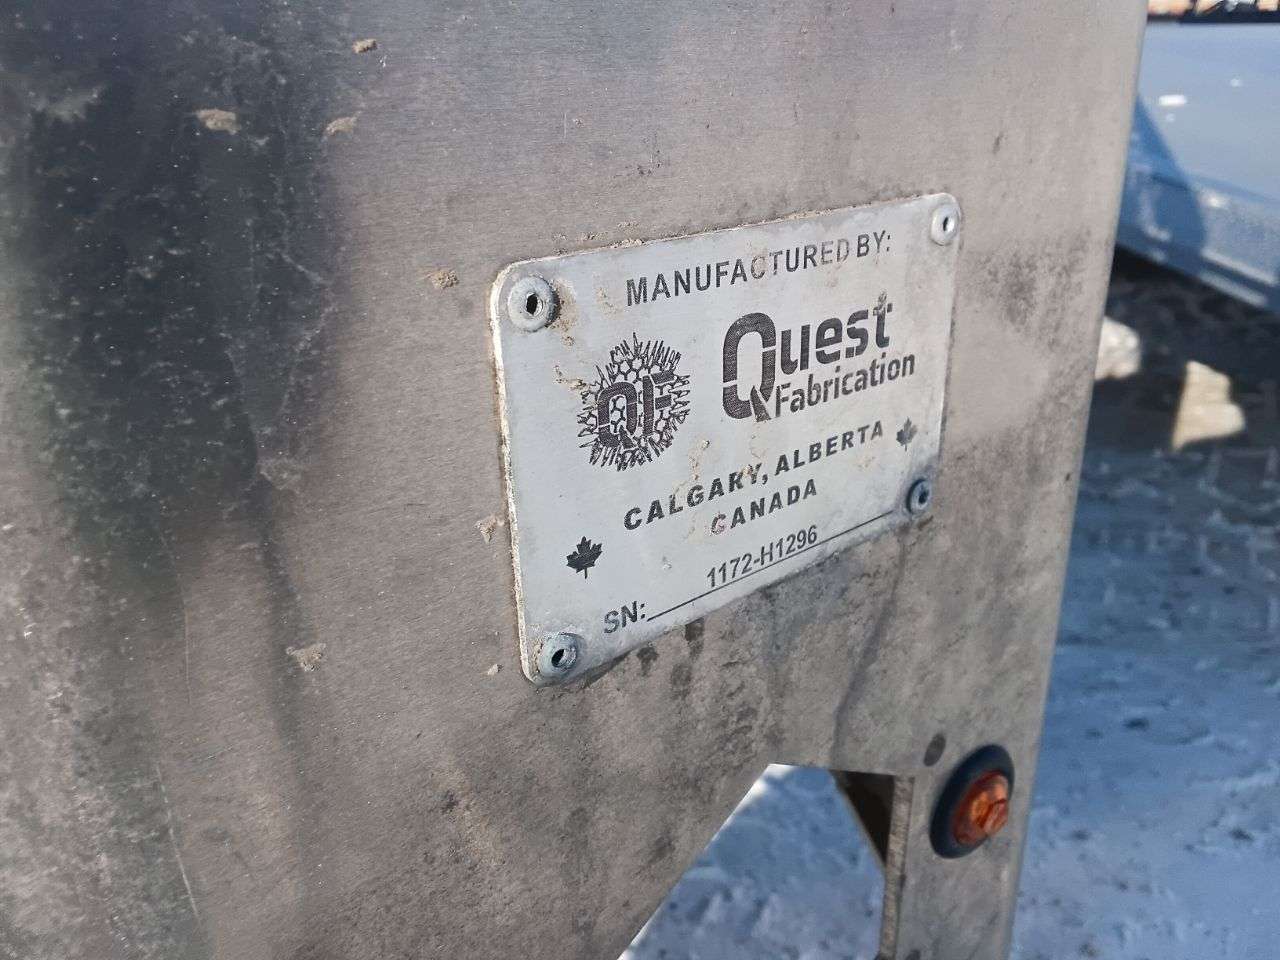 MANUFACTURED BY:
QF
Quest
Fabrication
CALGARY, ALBERTA
CANADA
SN: 1172-H1296